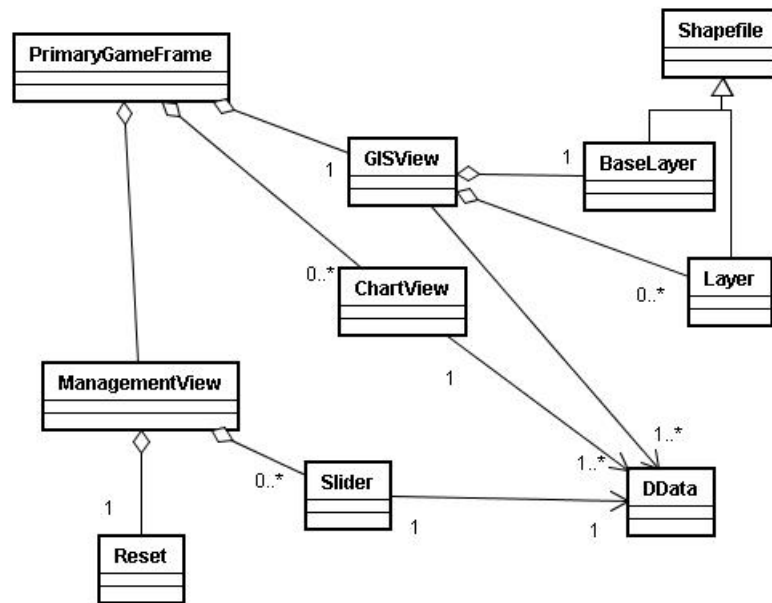 Shapefile
PrimaryGameFrame
GISView
1
1
BaseLayer
0..*
ChartView
0..*
Layer
ManagementView
1
1..*
1..*
0..*
Slider
DData
1
1
1
Reset